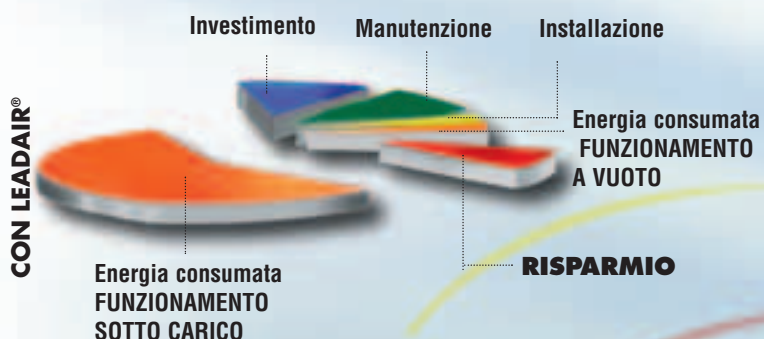 Investimento
Manutenzione
Installazione
CON LEADAIR®
Energia consumata
FUNZIONAMENTO
A VUOTO
RISPARMIO
Energia consumata
FUNZIONAMENTO
SOTTO CARICO